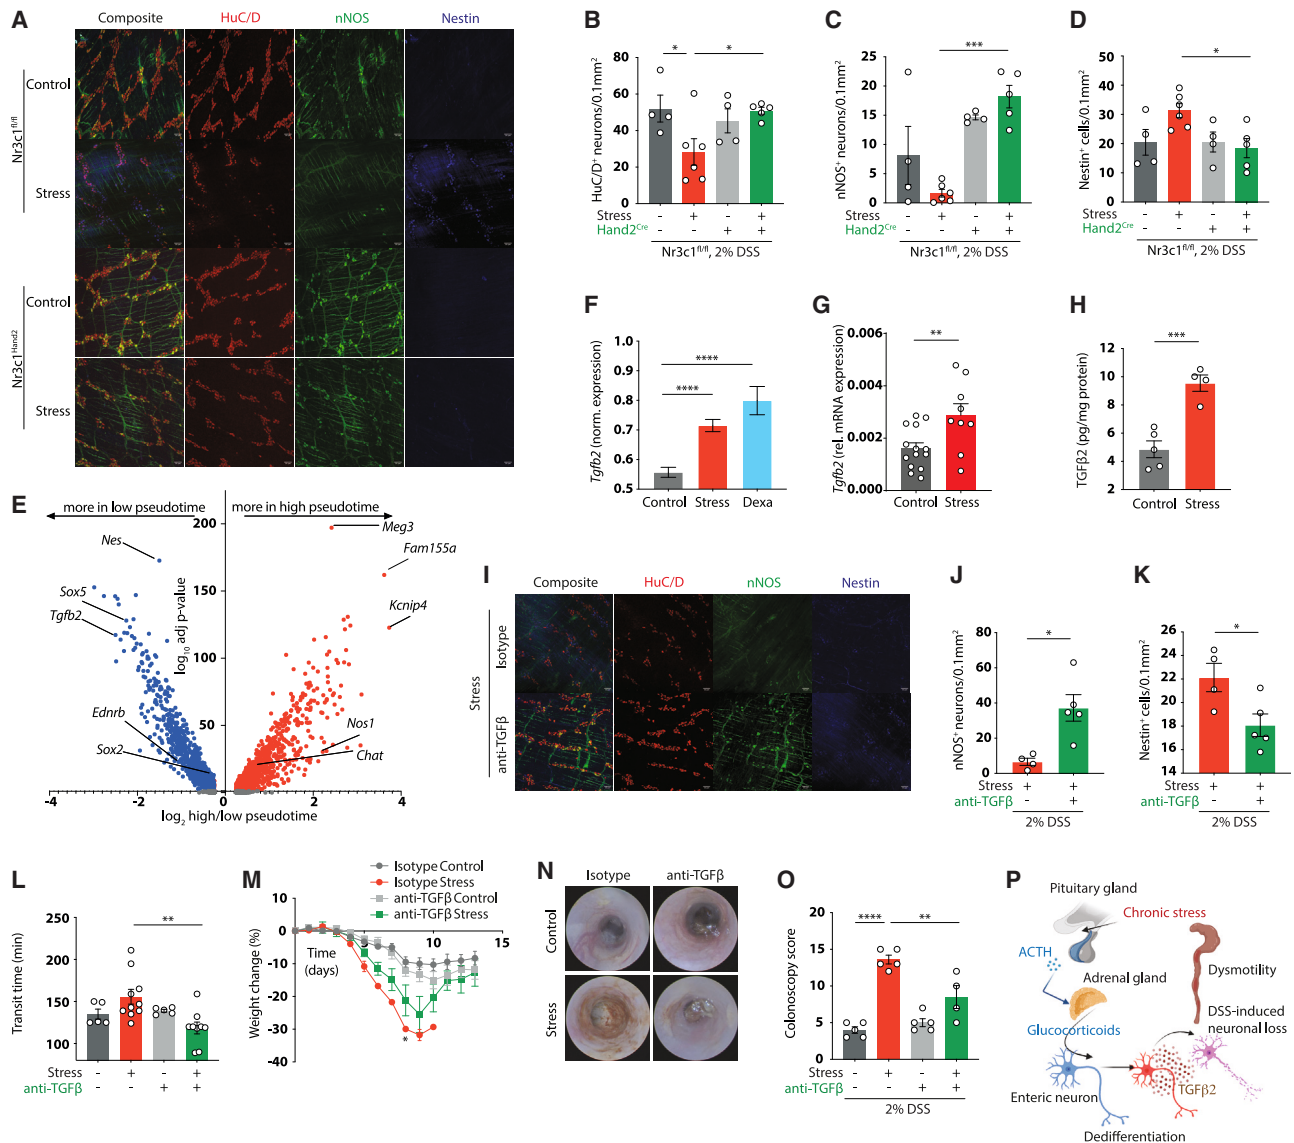 A
Composite
HuC/D
nNOS
Nestin
Nr3c1fl/fl
Control
Stress
Nr3c1Hand2
Control
Stress
B
HuC/D+ neurons/0.1mm2
80
60
40
20
0
*
*
Stress - + - +
Hand2Cre - - + +
Nr3c1fl/fl, 2% DSS
C
nNOS+ neurons/0.1mm2
25
20
15
10
5
0
***
Stress - + - +
Hand2Cre - - + +
Nr3c1fl/fl, 2% DSS
D
Nestin+ cells/0.1mm2
60
40
20
0
*
Stress - + - +
Hand2Cre - - + +
Nr3c1fl/fl, 2% DSS
E
more in low pseudotime
more in high pseudotime
200
150
100
50
log10 adj p-value
Nes
Sox5
Tgfb2
Ednrb
Sox2
Meg3
Fam155a
Kcnip4
Nos1
Chat
-4 -2 0 2 4
log2 high/low pseudotime
F
Tgfb2 (norm. expression)
1.0
0.9
0.8
0.7
0.6
0.5
****
****
Control Stress Dexa
G
Tgfb2 (rel. mRNA expression)
0.006
0.004
0.002
0.000
**
Control Stress
H
TGFβ2 (pg/mg protein)
12
10
8
6
4
2
0
***
Control Stress
I
Composite
HuC/D
nNOS
Nestin
Stress
Isotype
anti-TGFβ
J
nNOS+ neurons/0.1mm2
80
60
40
20
0
*
Stress + +
anti-TGFβ - +
2% DSS
K
Nestin+ cells/0.1mm2
26
24
22
20
18
16
14
*
Stress + +
anti-TGFβ - +
2% DSS
L
Transit time (min)
250
200
150
100
**
Stress - + - +
anti-TGFβ - - + +
M
Isotype Control
Isotype Stress
anti-TGFβ Control
anti-TGFβ Stress
Weight change (%)
10
0
-10
-20
-30
-40
Time
(days)
5 10 15
*
N
Isotype
anti-TGFβ
Control
Stress
O
Colonoscopy score
20
15
10
5
0
****
**
Stress - + - +
anti-TGFβ - - + +
2% DSS
P
Pituitary gland
Chronic stress
ACTH
Adrenal gland
Dysmotility
Glucocorticoids
DSS-induced
neuronal loss
Enteric neuron
TGFβ2
Dedifferentiation